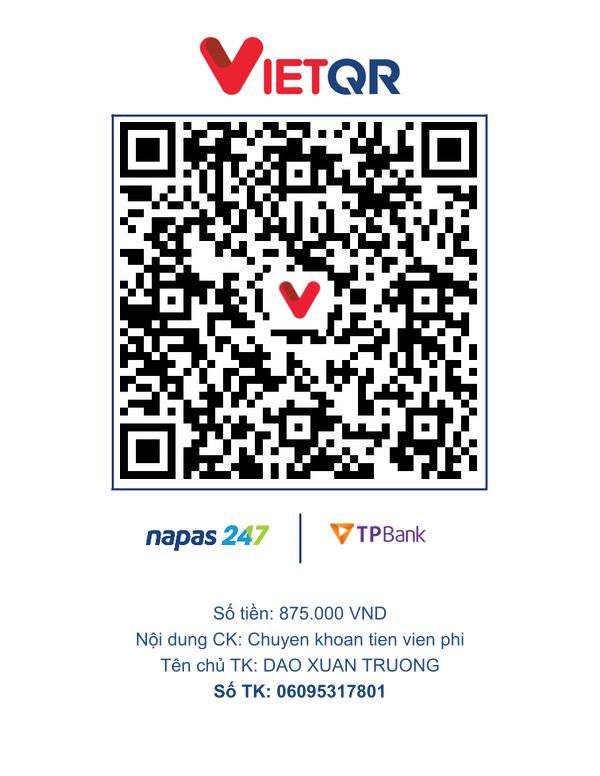 VIETQR
napas 247
TPBank
Số tiền: 875.000 VND
Nội dung CK: Chuyen khoan tien vien phi
Tên chủ TK: DAO XUAN TRUONG
Số TK: 06095317801